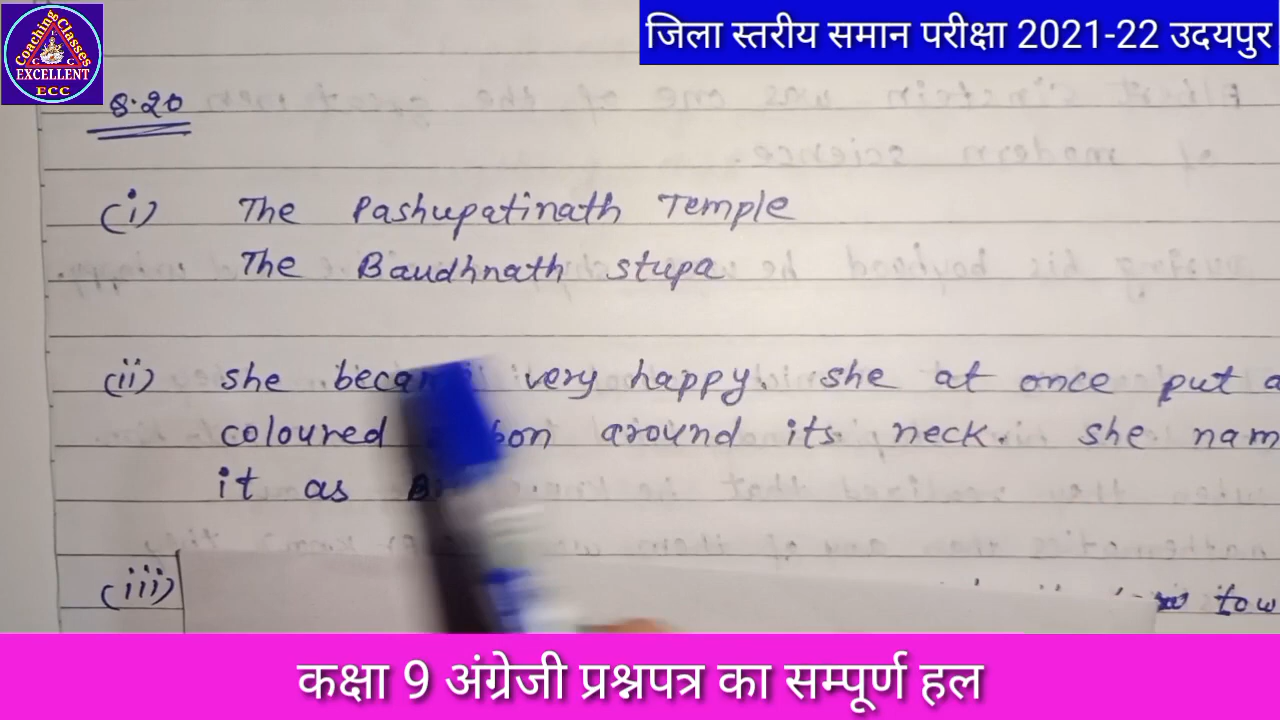 Coaching Classes
C C
EXCELLENT
ECC
जिला स्तरीय समान परीक्षा 2021-22 उदयपुर
8.20
(i) The Pashupatinath Temple
The Baudhnath stupa
(ii) she very happy. she at once put a
coloured around its neck. she nam
it as
(iii) tow
कक्षा 9 अंग्रेजी प्रश्नपत्र का सम्पूर्ण हल